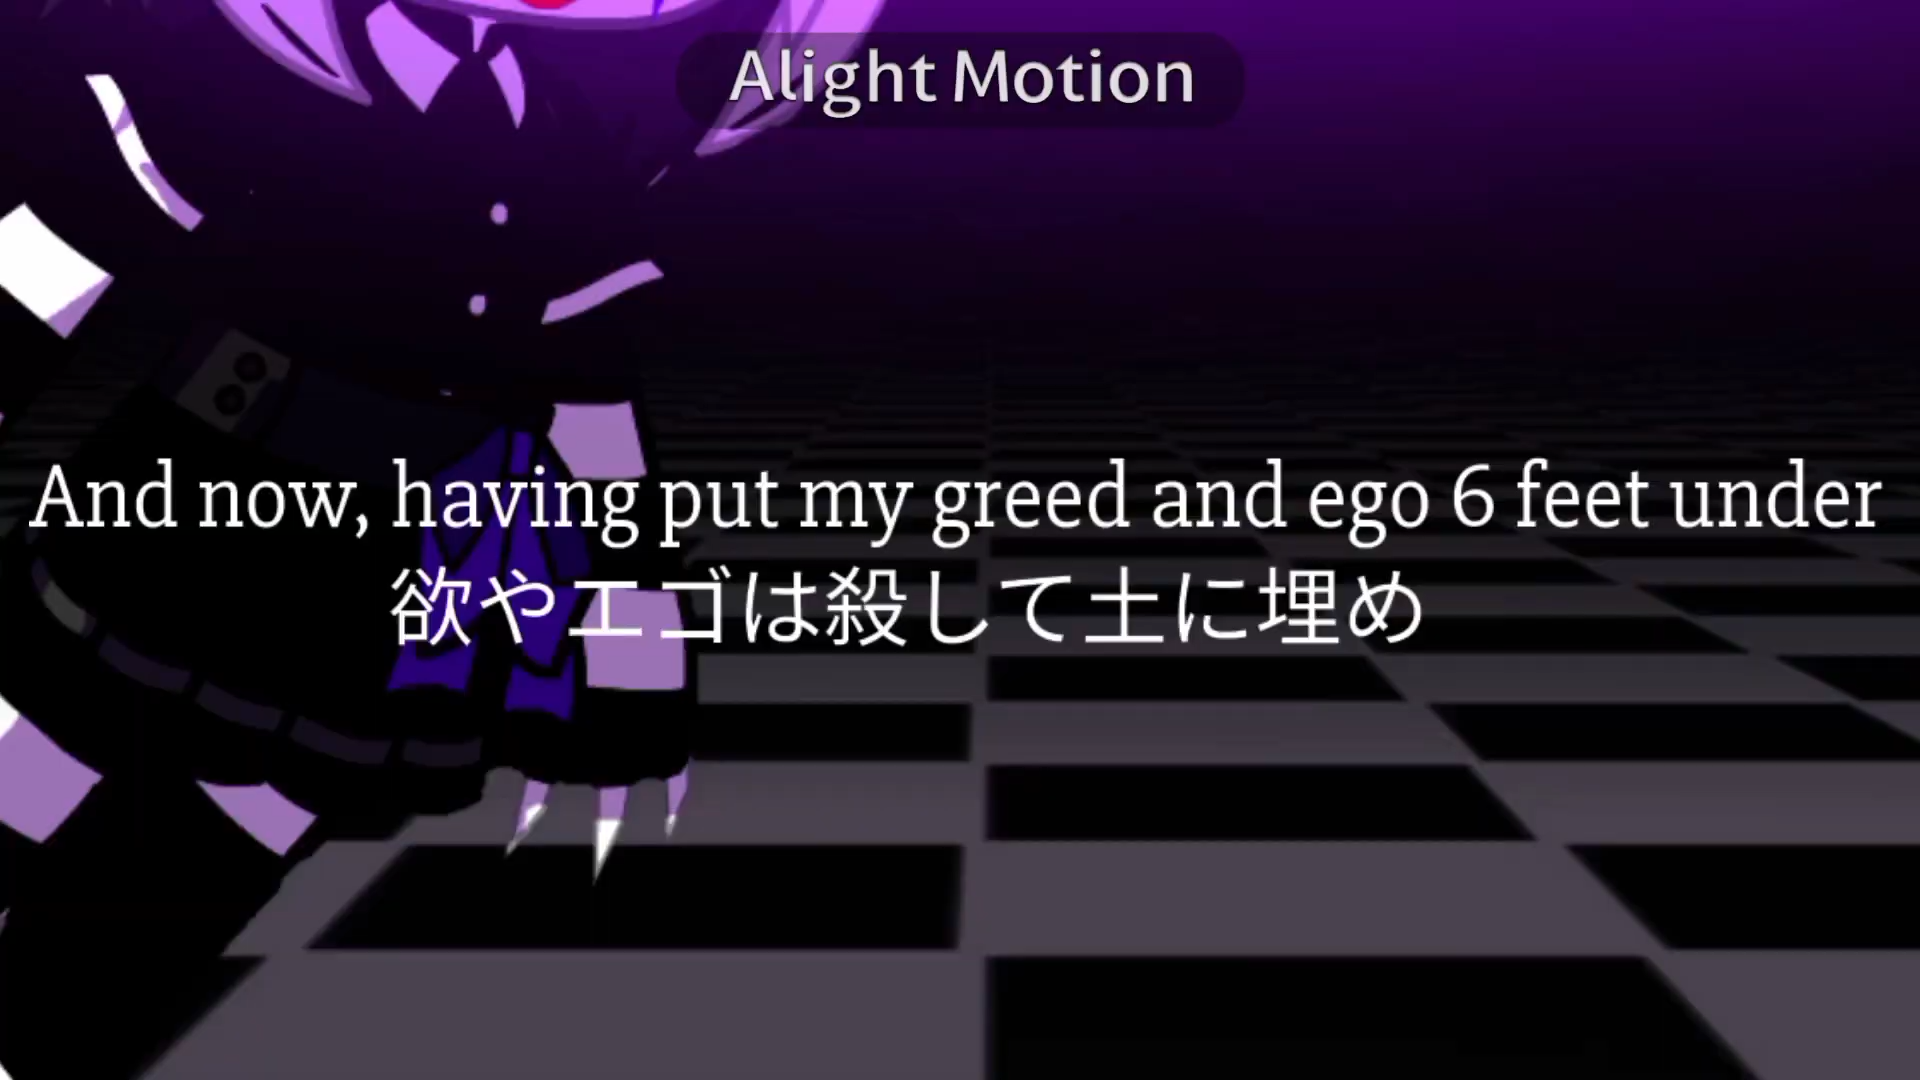 Alight Motion
And now, having put my greed and ego 6 feet under
欲やエゴは殺して土に埋め